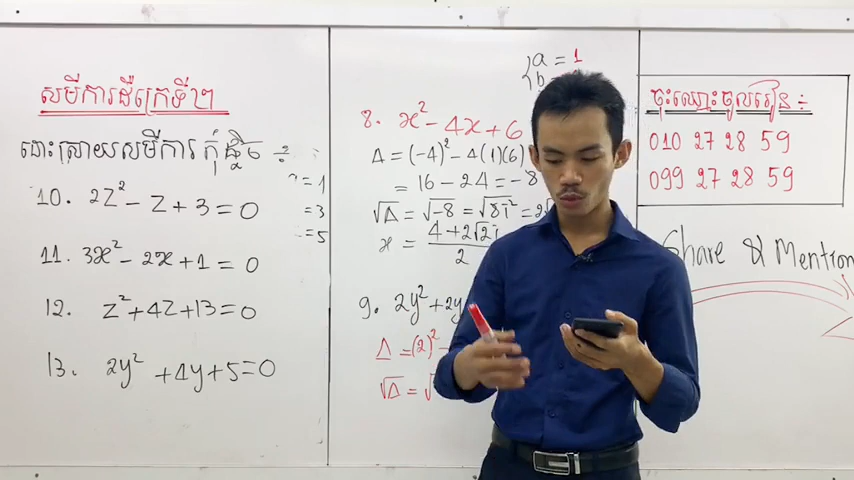 សមីការដឺក្រេទី២
ដោះស្រាយសមីការកុំផ្លិច ÷
10. 2z² - z + 3 = 0
11. 3x² - 2x + 1 = 0
12. z² + 4z + 13 = 0
13. 2y² + 4y + 5 = 0
= 1
= 3
= 5
a = 1
b
8. x² - 4x + 6
Δ = (-4)² - 4(1)(6)
= 16 - 24 = -8
√Δ = √-8 = √8i² = 2√
x = 4 + 2√2i / 2
9. 2y² + 2y
Δ = (2)² -
√Δ = √
ចុះឈ្មោះចូលរៀន ÷
010 27 28 59
099 27 28 59
Share & Mention